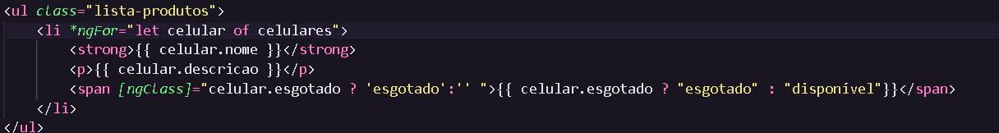 <ul class="lista-produtos">
<li *ngFor="let celular of celulares">
<strong>{{ celular.nome }}</strong>
<p>{{ celular.descricao }}</p>
<span [ngClass]="celular.esgotado ? 'esgotado':'' ">{{ celular.esgotado ? "esgotado" : "disponível"}}</span>
</li>
</ul>